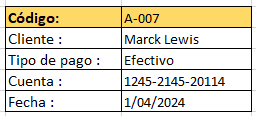 Código: A-007
Cliente : Marck Lewis
Tipo de pago : Efectivo
Cuenta : 1245-2145-20114
Fecha : 1/04/2024